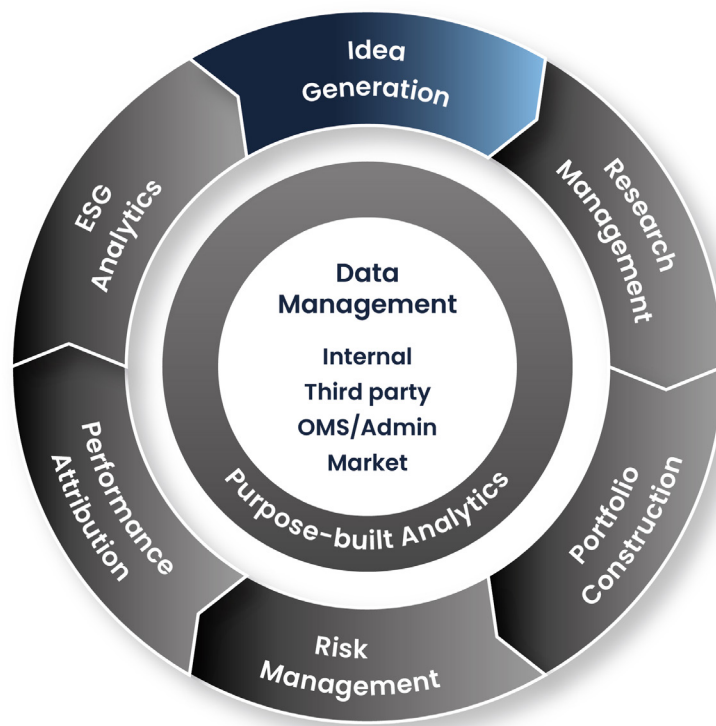 Idea
Generation
Research
Management
Portfolio
Construction
Risk
Management
Performance
Attribution
ESG
Analytics
Data
Management
Internal
Third party
OMS/Admin
Market
Purpose-built Analytics